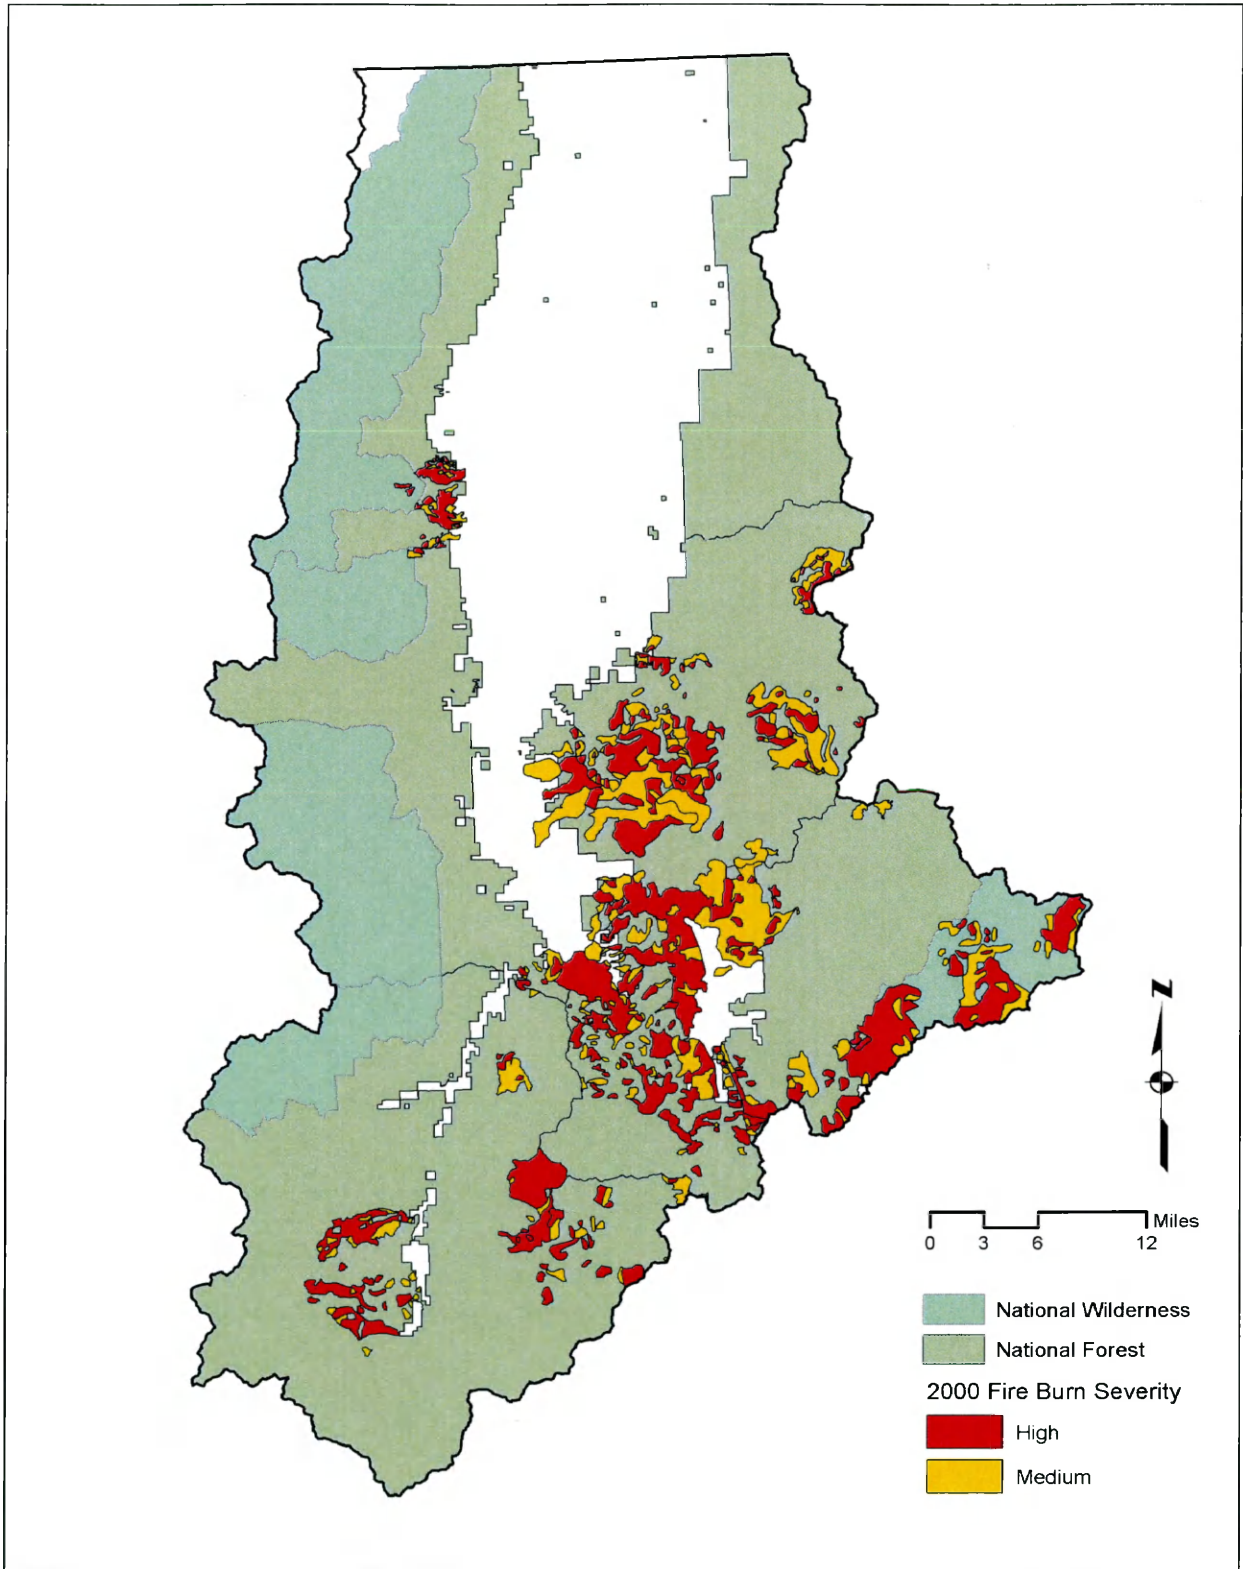 N
Miles
0 3 6 12
National Wilderness
National Forest
2000 Fire Burn Severity
High
Medium